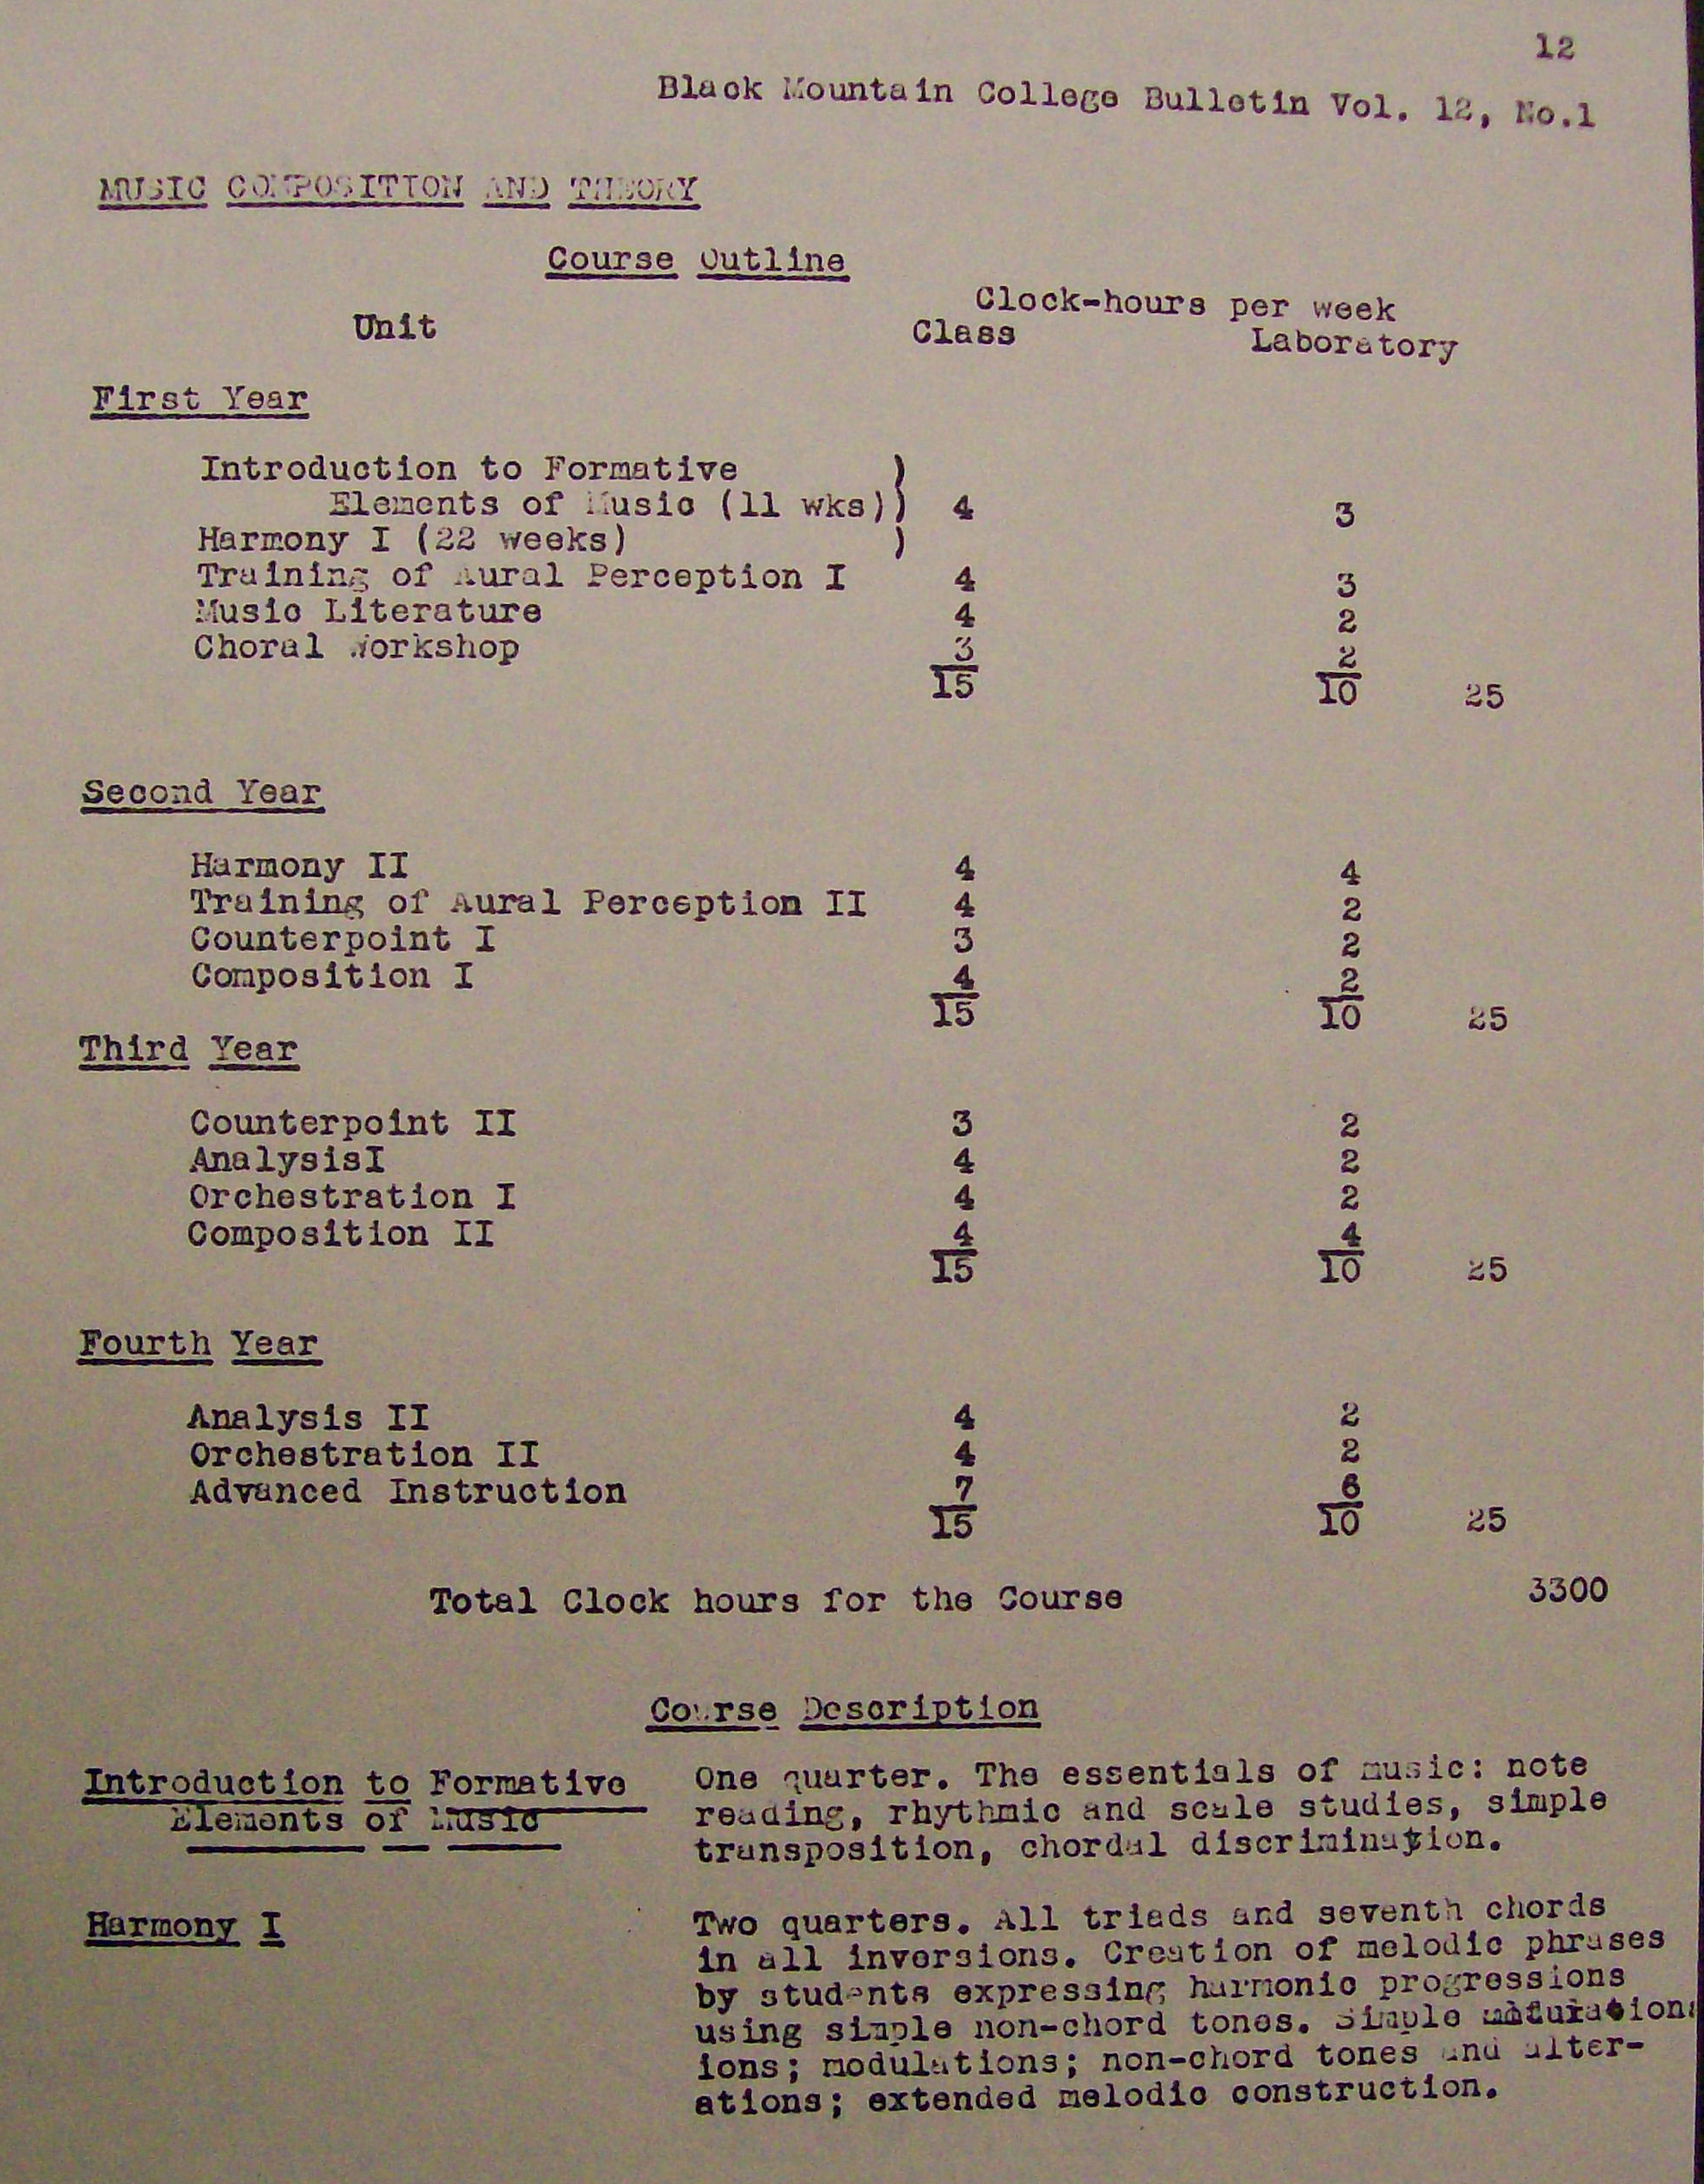 12
Black Mountain College Bulletin Vol. 12, No.1
MUSIC COMPOSITION AND THEORY
Course Outline
Clock-hours per week
Unit Class Laboratory
First Year
Introduction to Formative )
Elements of Music (11 wks)) 4 3
Harmony I (22 weeks) )
Training of Aural Perception I 4 3
Music Literature 4 2
Choral Workshop 3 2
15 10 25
Second Year
Harmony II 4 4
Training of Aural Perception II 4 2
Counterpoint I 3 2
Composition I 4 2
15 10 25
Third Year
Counterpoint II 3 2
AnalysisI 4 2
Orchestration I 4 2
Composition II 4 4
15 10 25
Fourth Year
Analysis II 4 2
Orchestration II 4 2
Advanced Instruction 7 6
15 10 25
Total Clock hours for the Course 3300
Course Description
Introduction to Formative
Elements of Music
One quarter. The essentials of music: note
reading, rhythmic and scale studies, simple
transposition, chordal discrimination.
Harmony I
Two quarters. All triads and seventh chords
in all inversions. Creation of melodic phrases
by students expressing harmonic progressions
using simple non-chord tones. Simple
ions; modulations; non-chord tones and alter-
ations; extended melodic construction.